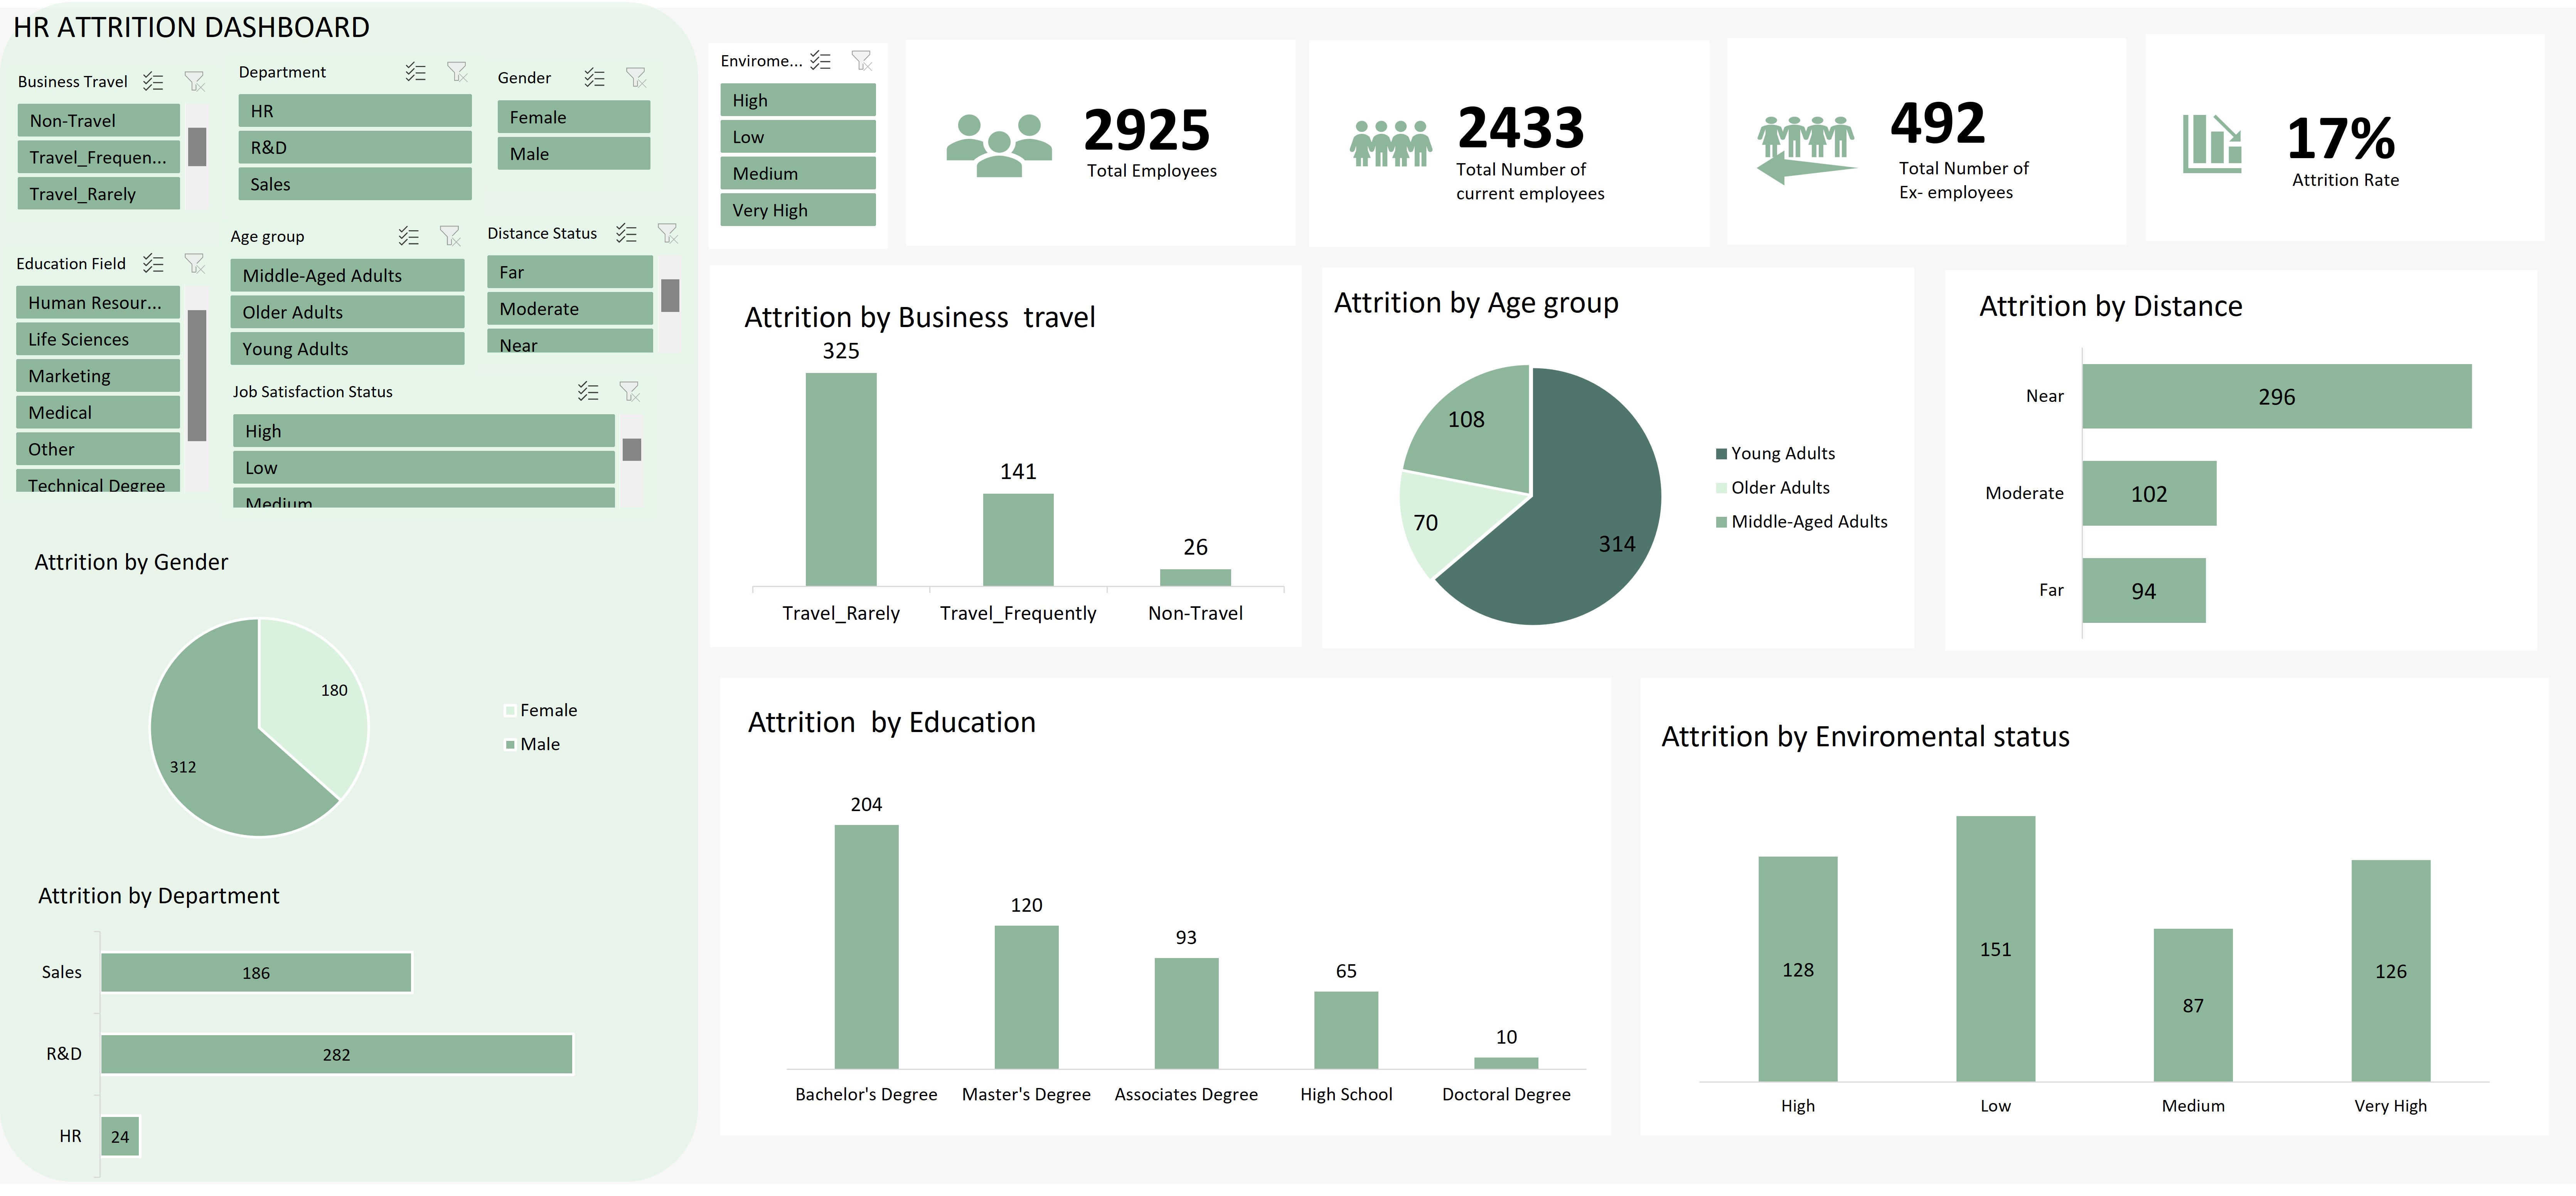 HR ATTRITION DASHBOARD
Business Travel
Non-Travel
Travel_Frequen...
Travel_Rarely
Department
HR
R&D
Sales
Gender
Female
Male
Education Field
Human Resour...
Life Sciences
Marketing
Medical
Other
Technical Degree
Age group
Middle-Aged Adults
Older Adults
Young Adults
Distance Status
Far
Moderate
Near
Job Satisfaction Status
High
Low
Medium
Envirome...
High
Low
Medium
Very High
2925
Total Employees
2433
Total Number of
current employees
492
Total Number of
Ex- employees
17%
Attrition Rate
Attrition by Gender
180
312
Female
Male
Attrition by Department
Sales
186
R&D
282
HR
24
Attrition by Business  travel
325
141
26
Travel_Rarely
Travel_Frequently
Non-Travel
Attrition by Age group
108
70
314
Young Adults
Older Adults
Middle-Aged Adults
Attrition by Distance
Near
296
Moderate
102
Far
94
Attrition  by Education
204
120
93
65
10
Bachelor's Degree
Master's Degree
Associates Degree
High School
Doctoral Degree
Attrition by Enviromental status
128
151
87
126
High
Low
Medium
Very High